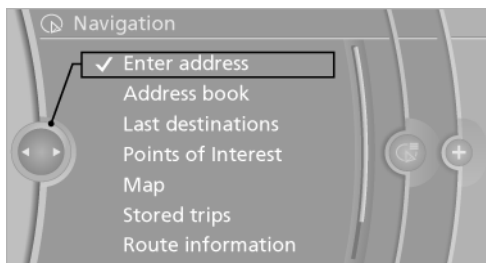 Navigation
Enter address
Address book
Last destinations
Points of Interest
Map
Stored trips
Route information